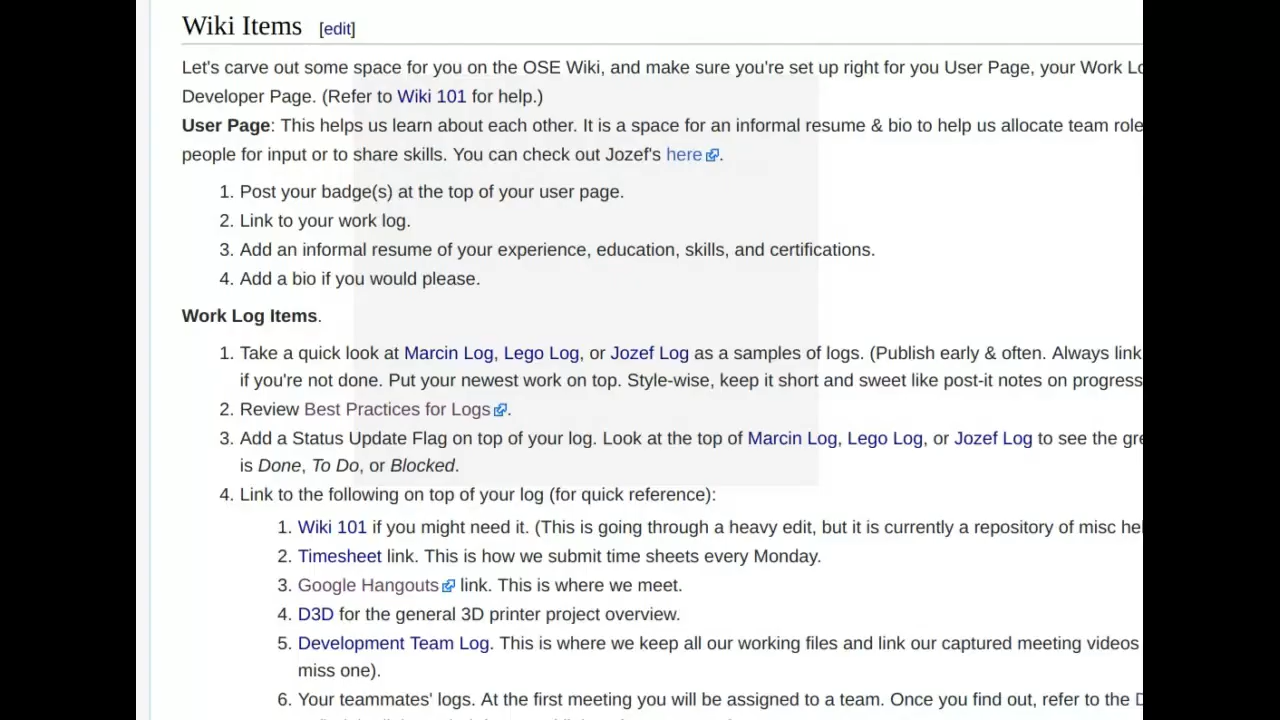 Wiki Items [edit]
Let's carve out some space for you on the OSE Wiki, and make sure you're set up right for you User Page, your Work Lo
Developer Page. (Refer to Wiki 101 for help.)
User Page: This helps us learn about each other. It is a space for an informal resume & bio to help us allocate team role
people for input or to share skills. You can check out Jozef's here.
1. Post your badge(s) at the top of your user page.
2. Link to your work log.
3. Add an informal resume of your experience, education, skills, and certifications.
4. Add a bio if you would please.
Work Log Items.
1. Take a quick look at Marcin Log, Lego Log, or Jozef Log as a samples of logs. (Publish early & often. Always link
if you're not done. Put your newest work on top. Style-wise, keep it short and sweet like post-it notes on progress
2. Review Best Practices for Logs.
3. Add a Status Update Flag on top of your log. Look at the top of Marcin Log, Lego Log, or Jozef Log to see the gre
is Done, To Do, or Blocked.
4. Link to the following on top of your log (for quick reference):
1. Wiki 101 if you might need it. (This is going through a heavy edit, but it is currently a repository of misc hel
2. Timesheet link. This is how we submit time sheets every Monday.
3. Google Hangouts link. This is where we meet.
4. D3D for the general 3D printer project overview.
5. Development Team Log. This is where we keep all our working files and link our captured meeting videos
miss one).
6. Your teammates' logs. At the first meeting you will be assigned to a team. Once you find out, refer to the D